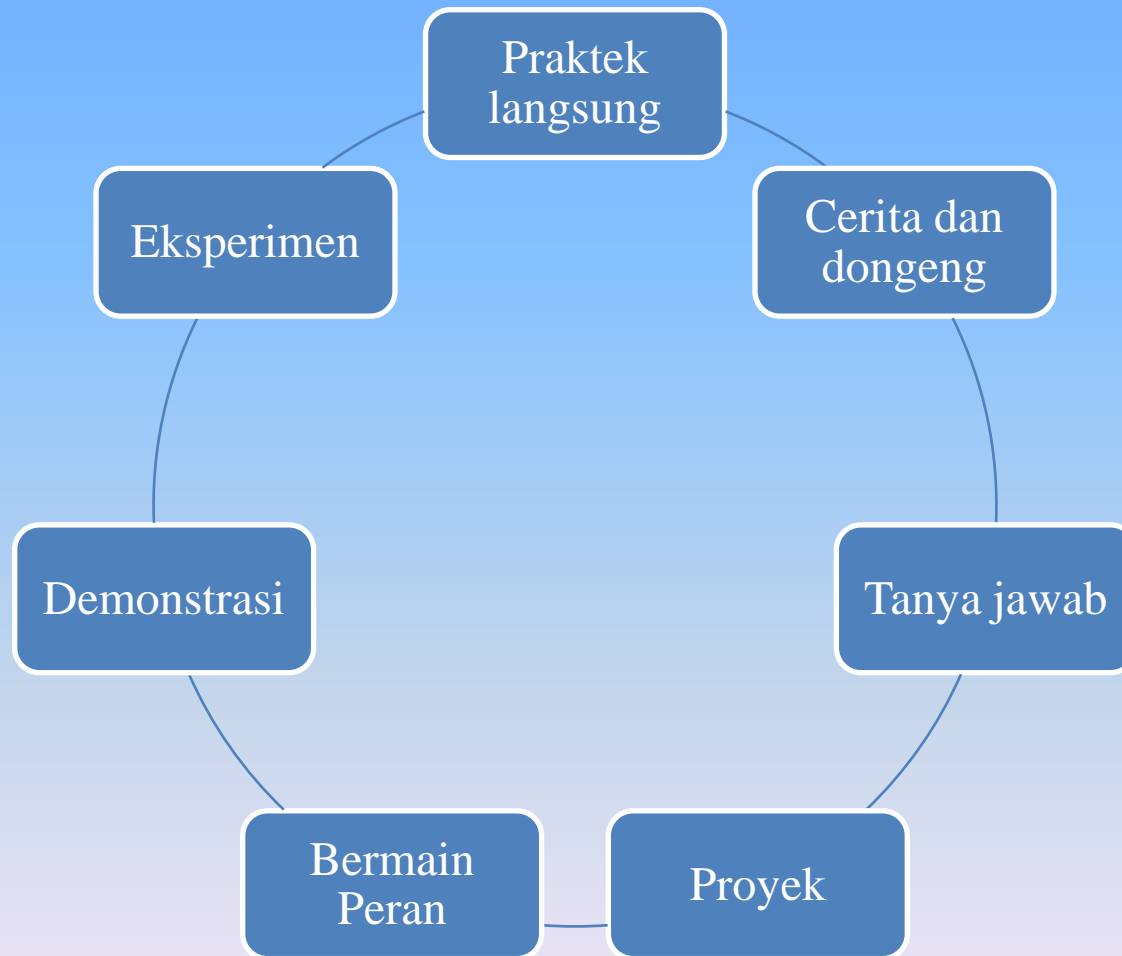 Praktek
langsung
Cerita dan
dongeng
Tanya jawab
Proyek
Bermain
Peran
Demonstrasi
Eksperimen